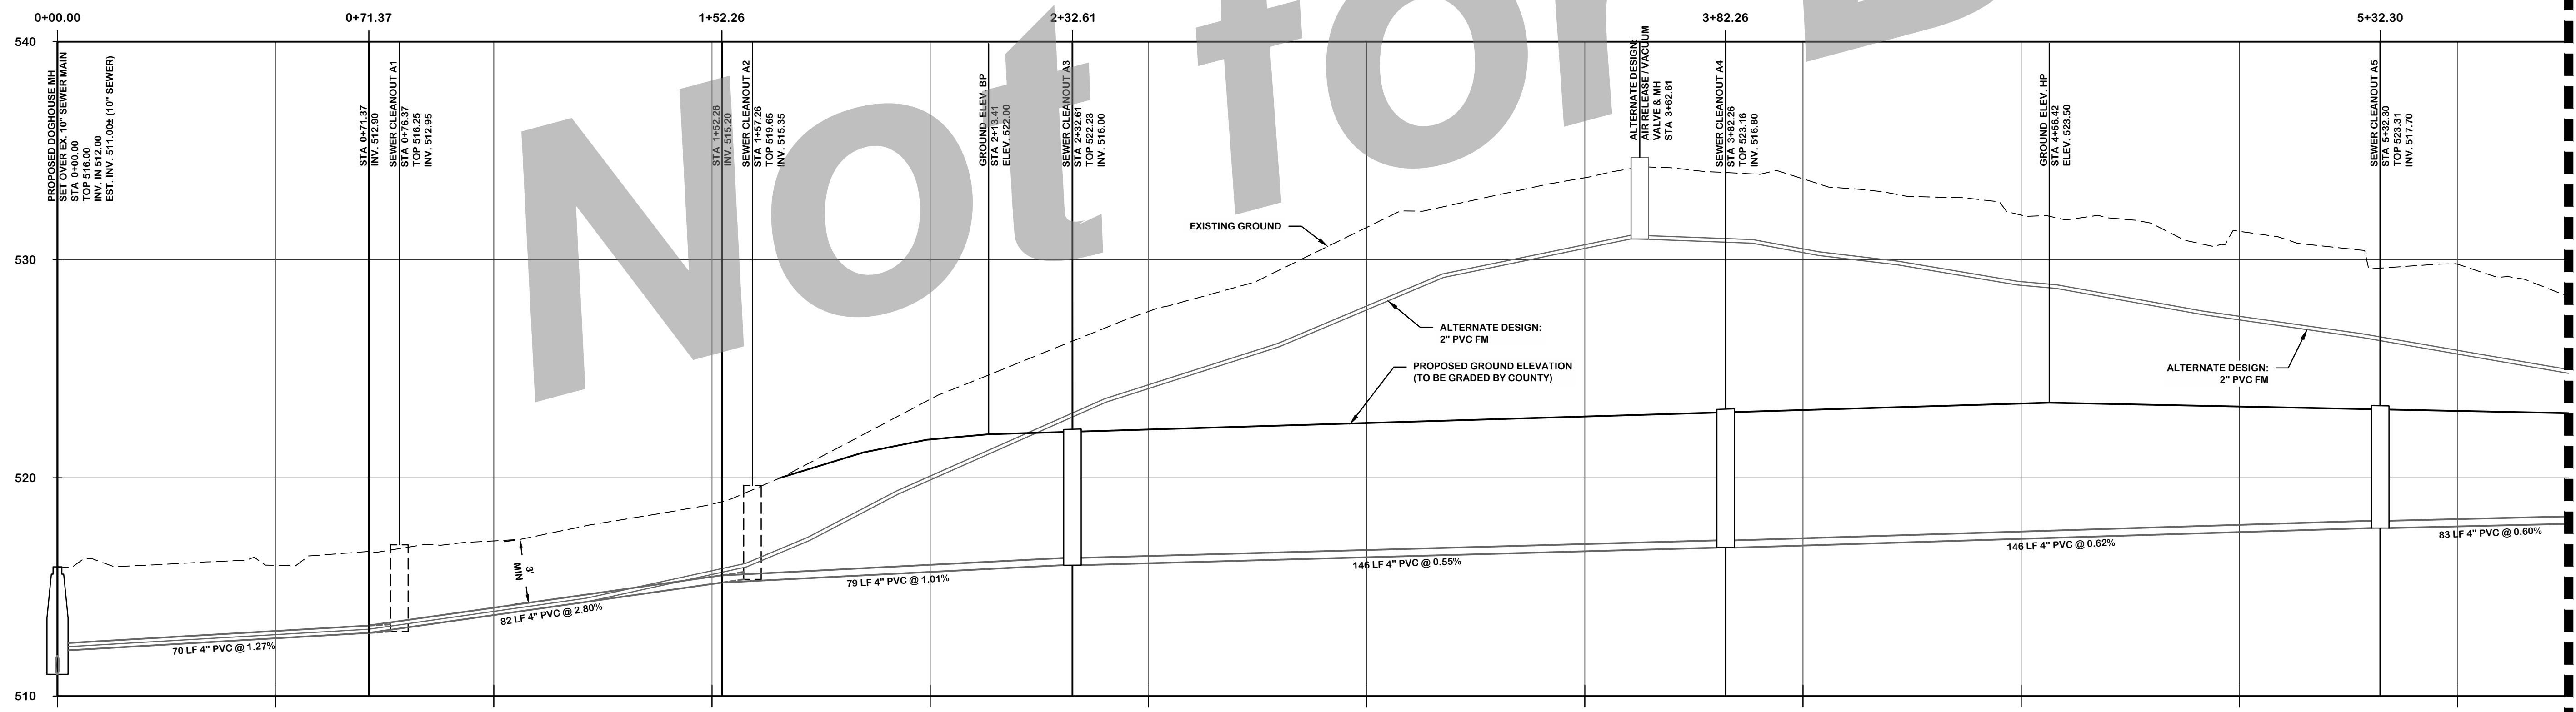 0+00.00
0+71.37
1+52.26
2+32.61
3+82.26
5+32.30
540
530
520
510
PROPOSED DOGHOUSE MH
SET OVER EX. 10" SEWER MAIN
STA 0+00.00
TOP 516.00
INV. IN 512.00
EST. INV. 511.00± (10" SEWER)
STA 0+71.37
INV. 512.90
SEWER CLEANOUT A1
STA 0+76.37
TOP 516.25
INV. 512.95
STA 1+52.26
INV. 515.20
SEWER CLEANOUT A2
STA 1+57.26
TOP 519.65
INV. 515.35
GROUND ELEV. BP
STA 2+13.41
ELEV. 522.00
SEWER CLEANOUT A3
STA 2+32.61
TOP 522.23
INV. 516.00
ALTERNATE DESIGN:
AIR RELEASE / VACUUM
VALVE & MH
STA 3+62.61
SEWER CLEANOUT A4
STA 3+82.26
TOP 523.16
INV. 516.80
GROUND ELEV. HP
STA 4+56.42
ELEV. 523.50
SEWER CLEANOUT A5
STA 5+32.30
TOP 523.31
INV. 517.70
EXISTING GROUND
ALTERNATE DESIGN:
2" PVC FM
PROPOSED GROUND ELEVATION
(TO BE GRADED BY COUNTY)
ALTERNATE DESIGN:
2" PVC FM
3'
MIN
70 LF 4" PVC @ 1.27%
82 LF 4" PVC @ 2.80%
79 LF 4" PVC @ 1.01%
146 LF 4" PVC @ 0.55%
146 LF 4" PVC @ 0.62%
83 LF 4" PVC @ 0.60%
Not for